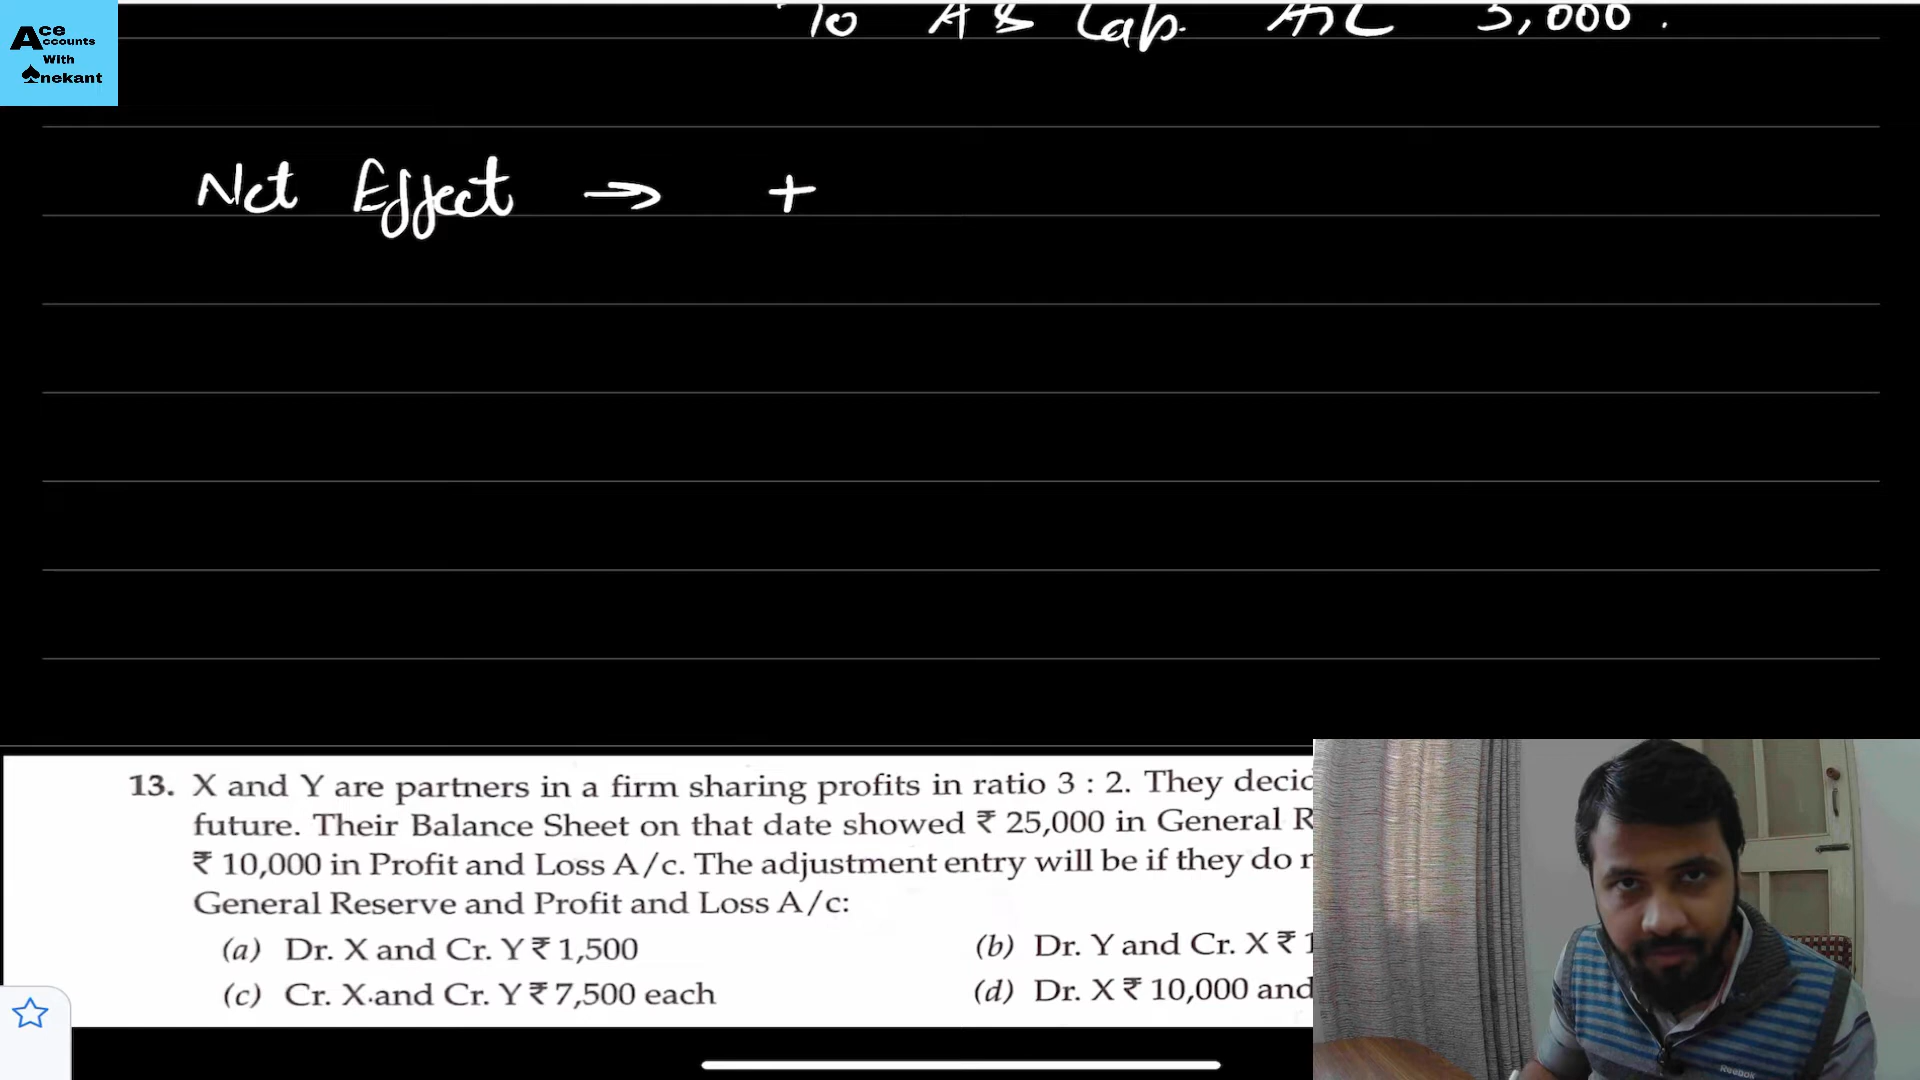 Ace
Accounts
With
Anekant
To A's Cap. A/C 5,000.
Net Effect → +
13. X and Y are partners in a firm sharing profits in ratio 3 : 2. They
future. Their Balance Sheet on that date showed ₹ 25,000 in General
₹ 10,000 in Profit and Loss A/c. The adjustment entry will be if they do
General Reserve and Profit and Loss A/c:
(a) Dr. X and Cr. Y ₹ 1,500
(b) Dr. Y and Cr. X ₹
(c) Cr. X and Cr. Y ₹ 7,500 each
(d) Dr. X ₹ 10,000 and
Reebok